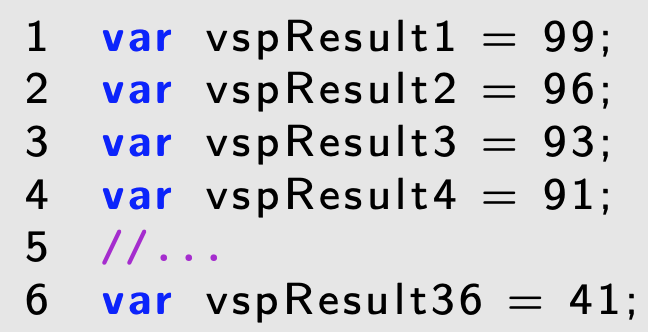 1 var vspResult1 = 99;
2 var vspResult2 = 96;
3 var vspResult3 = 93;
4 var vspResult4 = 91;
5 //...
6 var vspResult36 = 41;